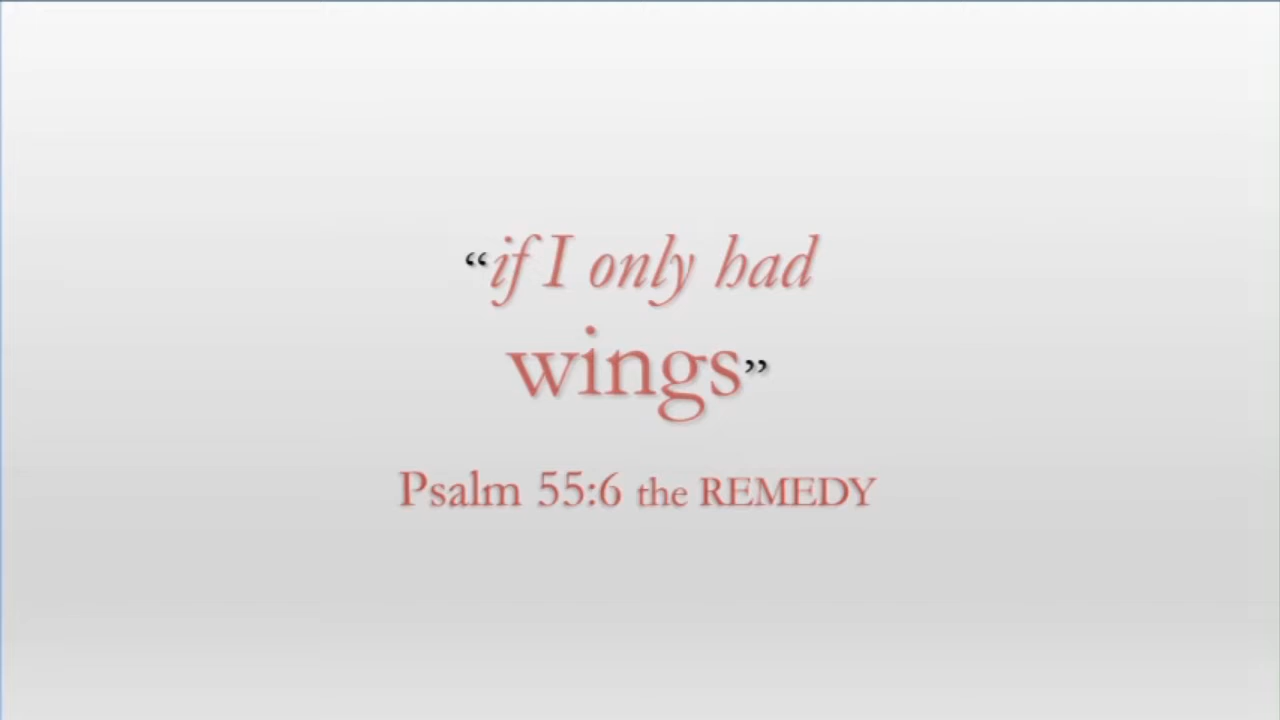 “if I only had
wings”
Psalm 55:6 the REMEDY